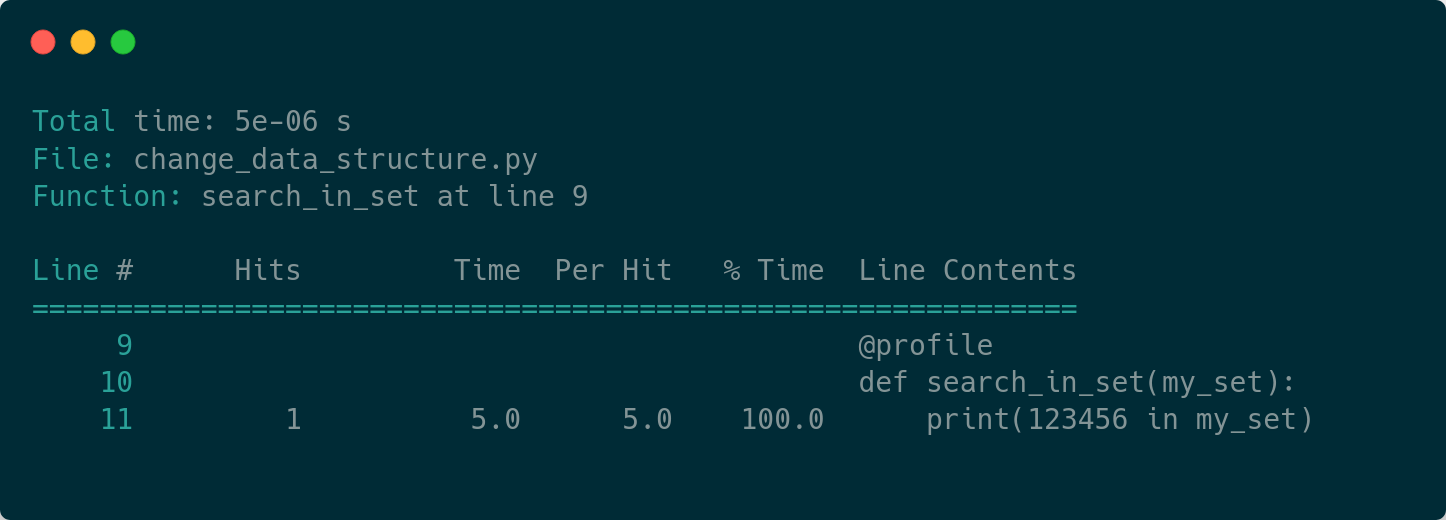 Total time: 5e-06 s
File: change_data_structure.py
Function: search_in_set at line 9
Line #      Hits         Time  Per Hit   % Time  Line Contents
==============================================================
     9                                           @profile
    10                                           def search_in_set(my_set):
    11         1          5.0      5.0    100.0      print(123456 in my_set)